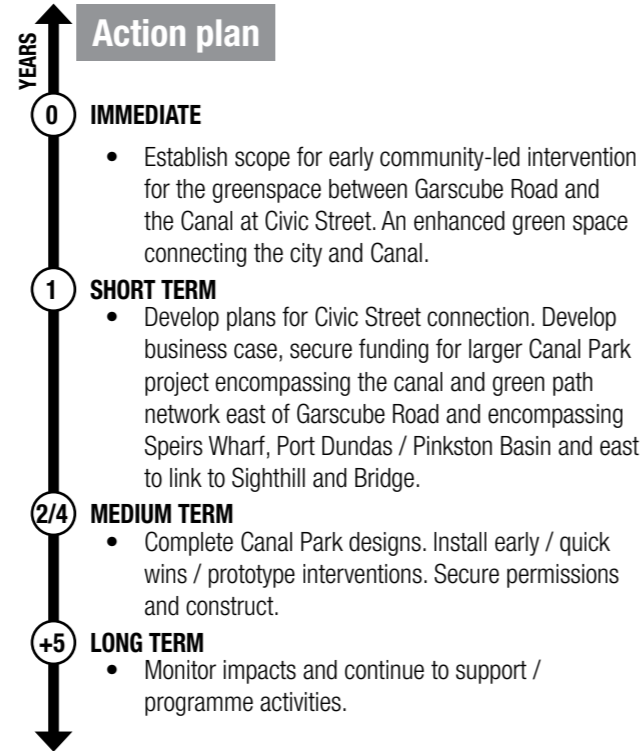 YEARS
Action plan
0 IMMEDIATE
• Establish scope for early community-led intervention
for the greenspace between Garscube Road and
the Canal at Civic Street. An enhanced green space
connecting the city and Canal.
1 SHORT TERM
• Develop plans for Civic Street connection. Develop
business case, secure funding for larger Canal Park
project encompassing the canal and green path
network east of Garscube Road and encompassing
Speirs Wharf, Port Dundas / Pinkston Basin and east
to link to Sighthill and Bridge.
2/4 MEDIUM TERM
• Complete Canal Park designs. Install early / quick
wins / prototype interventions. Secure permissions
and construct.
+5 LONG TERM
• Monitor impacts and continue to support /
programme activities.